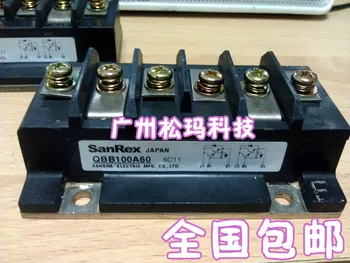 广州松玛科技
SanRex JAPAN
QBB100A60 6C11
SANSHA ELECTRIC MFG. CO., LTD.
全国包邮